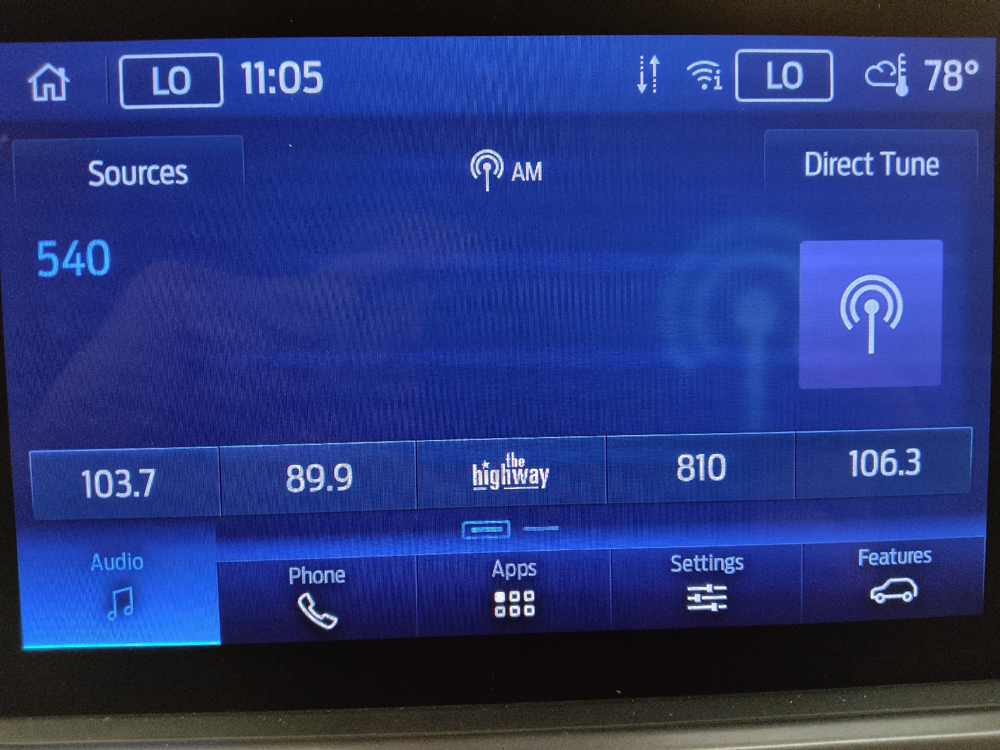 LO 11:05 LO 78°
Sources AM Direct Tune
540
103.7 89.9 the highway 810 106.3
Audio Phone Apps Settings Features